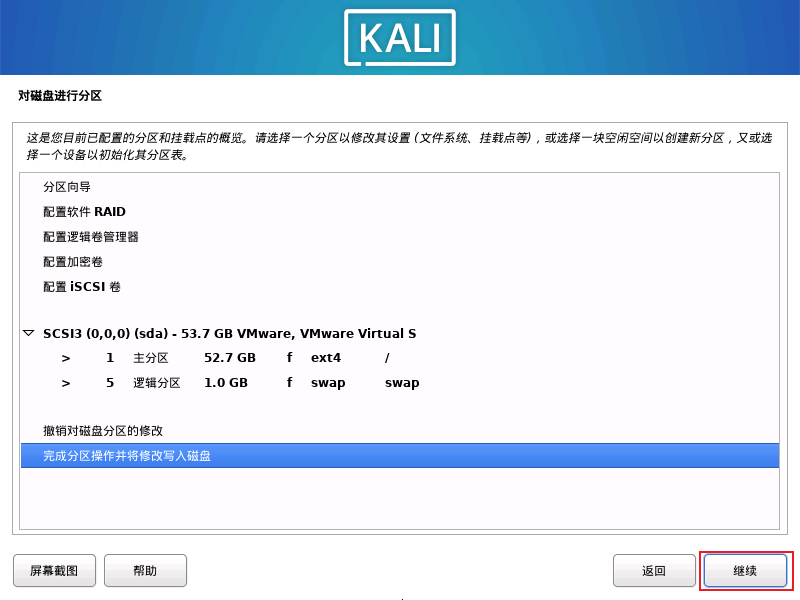 KALI
对磁盘进行分区
这是您目前已配置的分区和挂载点的概览。请选择一个分区以修改其设置 (文件系统、挂载点等) , 或选择一块空闲空间以创建新分区 , 又或选
择一个设备以初始化其分区表。
分区向导
配置软件 RAID
配置逻辑卷管理器
配置加密卷
配置 iSCSI 卷
SCSI3 (0,0,0) (sda) - 53.7 GB VMware, VMware Virtual S
> 1 主分区 52.7 GB f ext4 /
> 5 逻辑分区 1.0 GB f swap swap
撤销对磁盘分区的修改
完成分区操作并将修改写入磁盘
屏幕截图 帮助 返回 继续